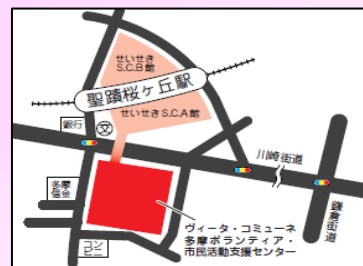 せいせき
S.C.B館
聖蹟桜ヶ丘駅
せいせきS.C.A館
銀行
交
川崎街道
多摩
信金
鎌倉街道
コン
ビニ
ヴィータ・コミューネ
多摩ボランティア・
市民活動支援センター